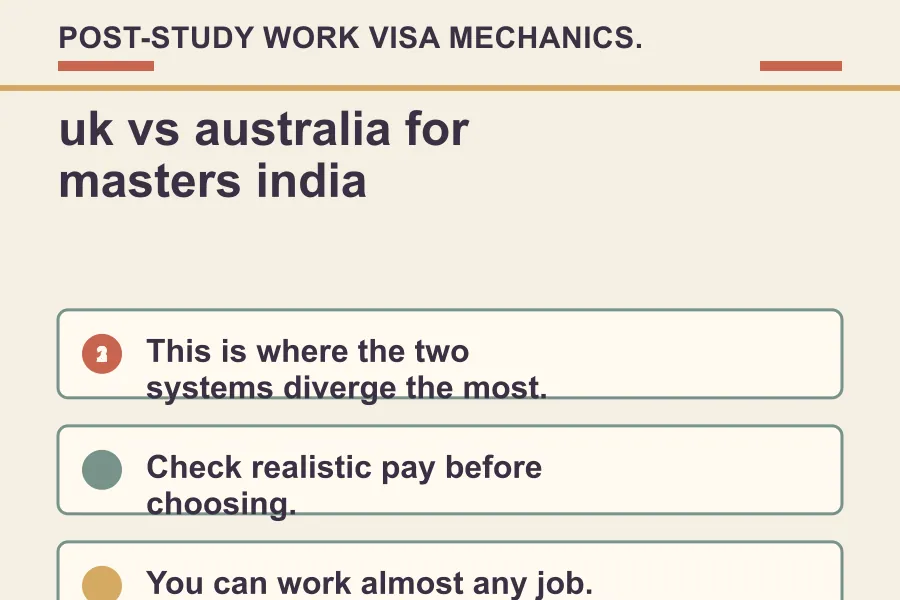 POST-STUDY WORK VISA MECHANICS.
uk vs australia for
masters india
This is where the two
systems diverge the most.
Check realistic pay before
choosing.
You can work almost any job.